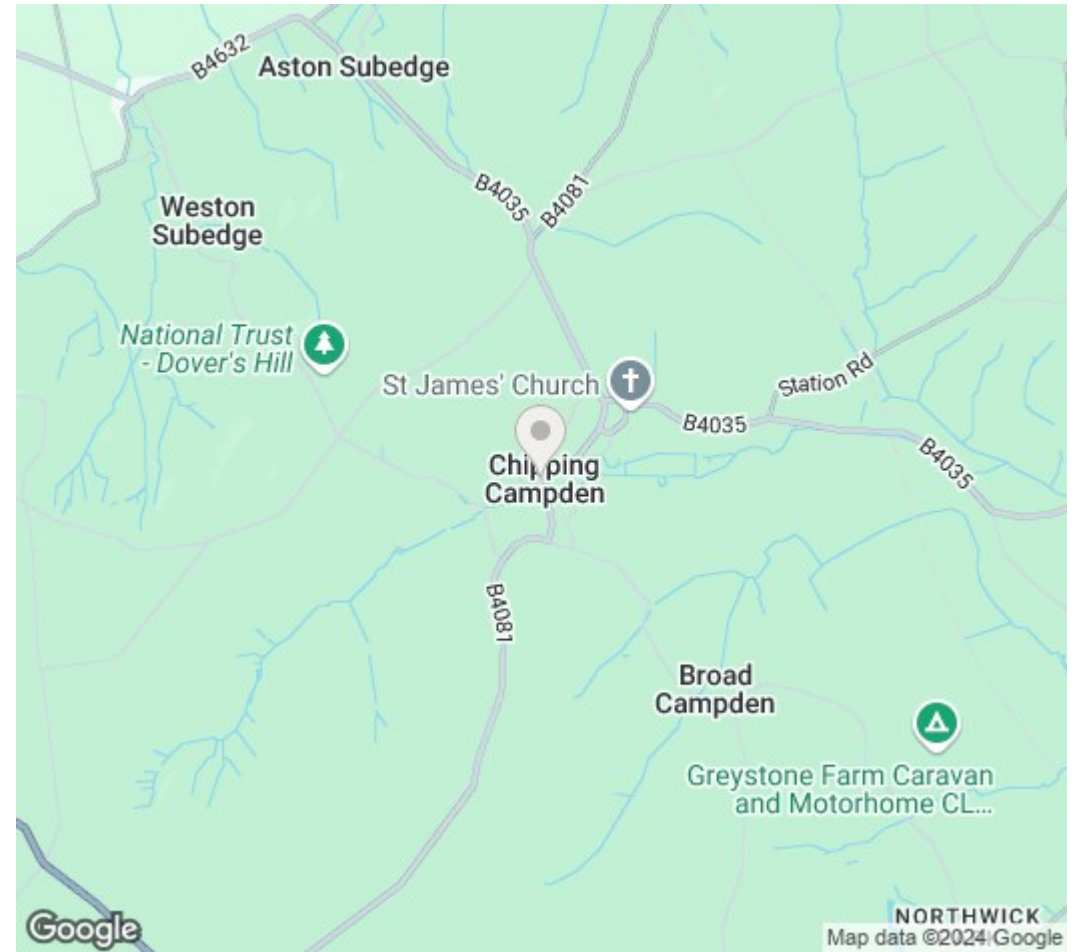 B4632
Aston Subedge
B4035
B4081
Weston
Subedge
National Trust
- Dover's Hill
St James' Church
Station Rd
B4035
B4035
Chipping
Campden
B4081
Broad
Campden
Greystone Farm Caravan
and Motorhome CL...
NORTHWICK
Google
Map data ©2024 Google